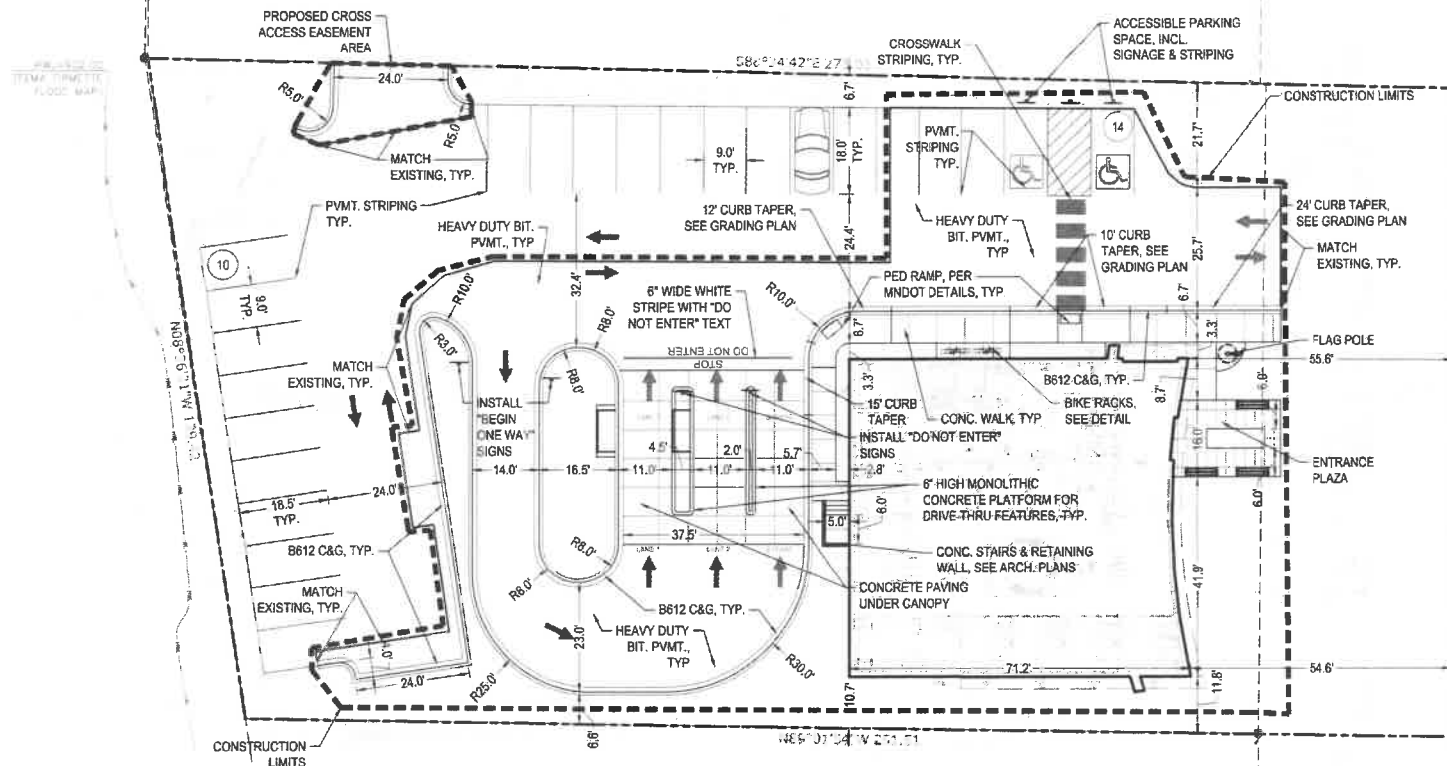 PROPOSED CROSS
ACCESS EASEMENT
AREA
24.0'
R5.0'
R5.0'
MATCH
EXISTING, TYP.
PVMT. STRIPING
TYP.
10
9.0'
TYP.
HEAVY DUTY BIT.
PVMT., TYP
9.0'
TYP.
18.0'
TYP.
6.7'
CROSSWALK
STRIPING, TYP.
ACCESSIBLE PARKING
SPACE, INCL.
SIGNAGE & STRIPING
CONSTRUCTION LIMITS
14
PVMT.
STRIPING
TYP.
21.7'
12' CURB TAPER,
SEE GRADING PLAN
24.4'
HEAVY DUTY
BIT. PVMT.,
TYP
10' CURB
TAPER, SEE
GRADING PLAN
25.7'
24' CURB TAPER,
SEE GRADING PLAN
MATCH
EXISTING, TYP.
PED RAMP, PER
MNDOT DETAILS, TYP
32.4'
6" WIDE WHITE
STRIPE WITH "DO
NOT ENTER" TEXT
R10.0'
R10.0'
R3.0'
R8.0'
R8.0'
DO NOT ENTER
STOP
6.7'
3.3'
FLAG POLE
55.6'
MATCH
EXISTING, TYP.
INSTALL
"BEGIN
ONE WAY"
SIGNS
3.3'
15' CURB
TAPER
CONC. WALK, TYP
B612 C&G, TYP.
BIKE RACKS,
SEE DETAIL
8.7'
6.0'
INSTALL "DO NOT ENTER"
SIGNS
16.0'
ENTRANCE
PLAZA
14.0'
16.5'
11.0'
4.5'
11.0'
2.0'
11.0'
5.7'
2.8'
6" HIGH MONOLITHIC
CONCRETE PLATFORM FOR
DRIVE-THRU FEATURES, TYP.
24.0'
18.5'
TYP.
37.5'
5.0'
6.0'
B612 C&G, TYP.
R8.0'
R8.0'
CONC. STAIRS & RETAINING
WALL, SEE ARCH. PLANS
CONCRETE PAVING
UNDER CANOPY
41.9'
MATCH
EXISTING, TYP.
B612 C&G, TYP.
23.0'
HEAVY DUTY
BIT. PVMT.,
TYP
R30.0'
R25.0'
24.0'
71.2'
54.6'
11.8'
10.7'
6.6'
CONSTRUCTION
LIMITS